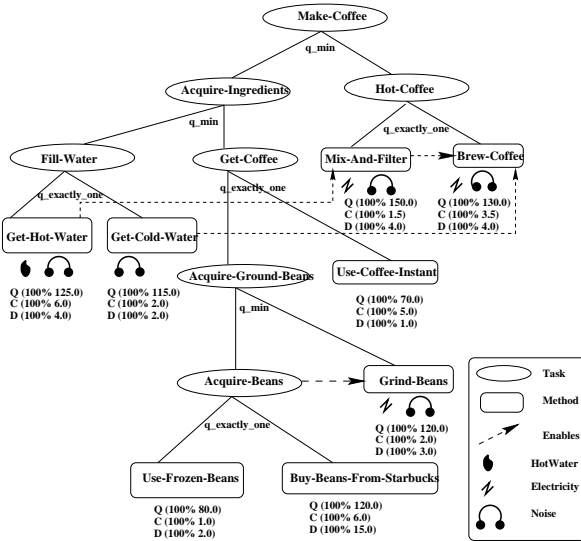 Make-Coffee
q_min
Acquire-Ingredients
Hot-Coffee
q_min
q_exactly_one
Fill-Water
Get-Coffee
Mix-And-Filter
Brew-Coffee
q_exactly_one
q_exactly_one
Q (100% 150.0)
C (100% 1.5)
D (100% 4.0)
Q (100% 130.0)
C (100% 3.5)
D (100% 4.0)
Get-Hot-Water
Get-Cold-Water
Q (100% 125.0)
C (100% 6.0)
D (100% 4.0)
Q (100% 115.0)
C (100% 2.0)
D (100% 2.0)
Acquire-Ground-Beans
Use-Coffee-Instant
Q (100% 70.0)
C (100% 5.0)
D (100% 1.0)
q_min
Acquire-Beans
Grind-Beans
Q (100% 120.0)
C (100% 2.0)
D (100% 3.0)
q_exactly_one
Use-Frozen-Beans
Buy-Beans-From-Starbucks
Q (100% 80.0)
C (100% 1.0)
D (100% 2.0)
Q (100% 120.0)
C (100% 6.0)
D (100% 15.0)
Task
Method
Enables
HotWater
Electricity
Noise